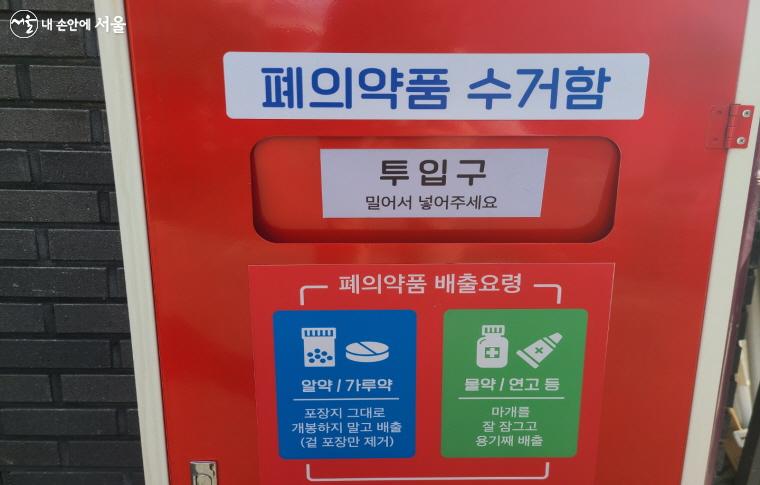 서울 내 손안에 서울
폐의약품 수거함
투입구
밀어서 넣어주세요
폐의약품 배출요령
알약 / 가루약
포장지 그대로
개봉하지 말고 배출
(겉 포장만 제거)
물약 / 연고 등
마개를
잘 잠그고
용기째 배출